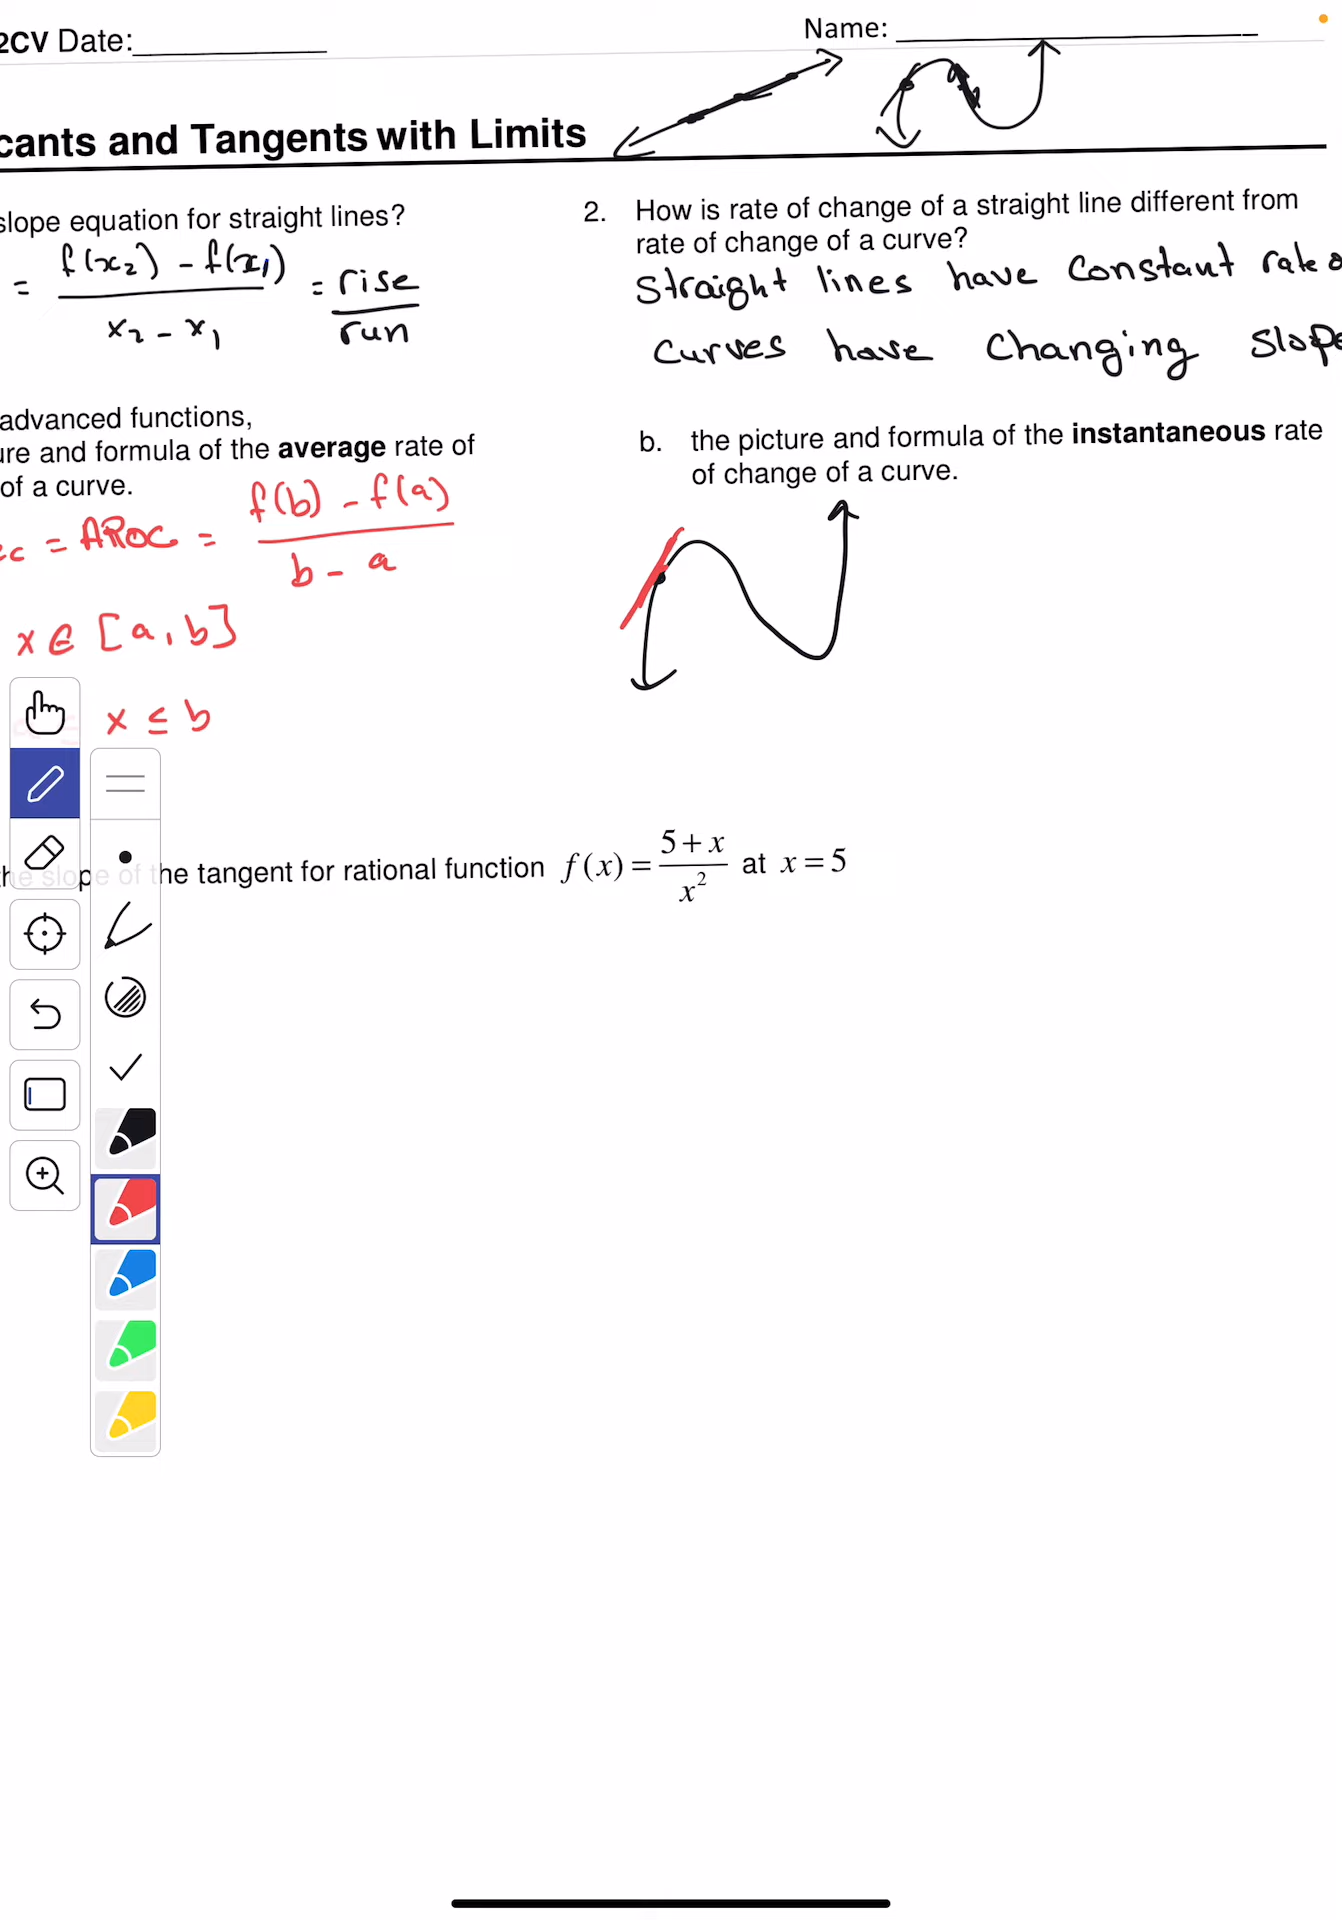 2CV Date:
Name:
cants and Tangents with Limits
slope equation for straight lines?
= f(x₂) - f(x₁) / x₂ - x₁ = rise / run
2. How is rate of change of a straight line different from
rate of change of a curve?
Straight lines have constant rate
Curves have changing slope
advanced functions,
ure and formula of the average rate of
of a curve.
ec = ARoC = f(b) - f(a) / b - a
x ∈ [a, b]
x ≤ b
b. the picture and formula of the instantaneous rate
of change of a curve.
the slope of the tangent for rational function f(x) = 5+x / x² at x = 5